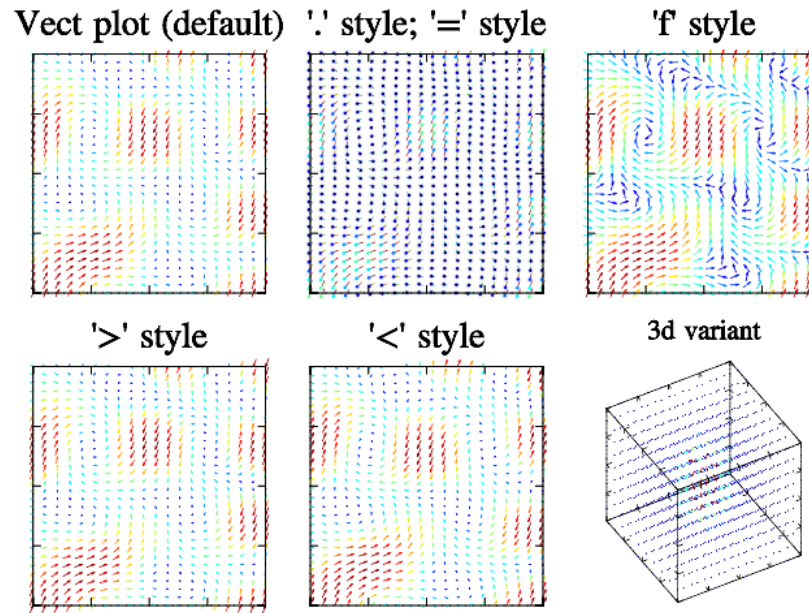 Vect plot (default)
'.' style; '=' style
'f' style
'>' style
'<' style
3d variant